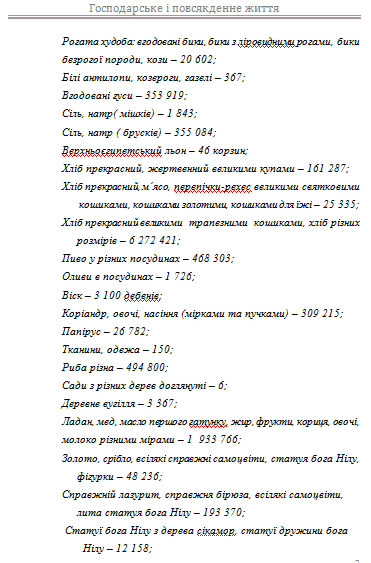 Господарське і повсякденне життя
Рогата худоба: вгодовані бики, бики з ліровидними рогами, бики
безрогої породи, кози – 20 602;
Білі антилопи, козероги, газелі – 367;
Вгодовані гуси – 353 919;
Сіль, натр( мішків) – 1 843;
Сіль, натр ( брусків) – 355 084;
Верхньоєгипетський льон – 46 корзин;
Хліб прекрасний, жертвенний великими купами – 161 287;
Хліб прекрасний, м´ясо, перепічки-рехес великими святковими
кошиками, кошиками золотими, кошиками для їжі – 25 335;
Хліб прекрасний великими трапезними кошиками, хліб різних
розмірів – 6 272 421;
Пиво у різних посудинах – 468 303;
Оливи в посудинах – 1 726;
Віск – 3 100 дебенів;
Коріандр, овочі, насіння (мірками та пучками) – 309 215;
Папірус – 26 782;
Тканини, одежа – 150;
Риба різна – 494 800;
Сади з різних дерев доглянуті – 6;
Деревне вугілля – 3 367;
Ладан, мед, масло першого гатунку, жир, фрукти, кориця, овочі,
молоко різними мірами – 1 933 766;
Золото, срібло, всілякі справжні самоцвіти, статуя бога Нілу,
фігурки – 48 236;
Справжній лазурит, справжня бірюза, всілякі самоцвіти,
лита статуя бога Нілу – 193 370;
Статуї бога Нілу з дерева сікамор, статуї дружини бога
Нілу – 12 158;